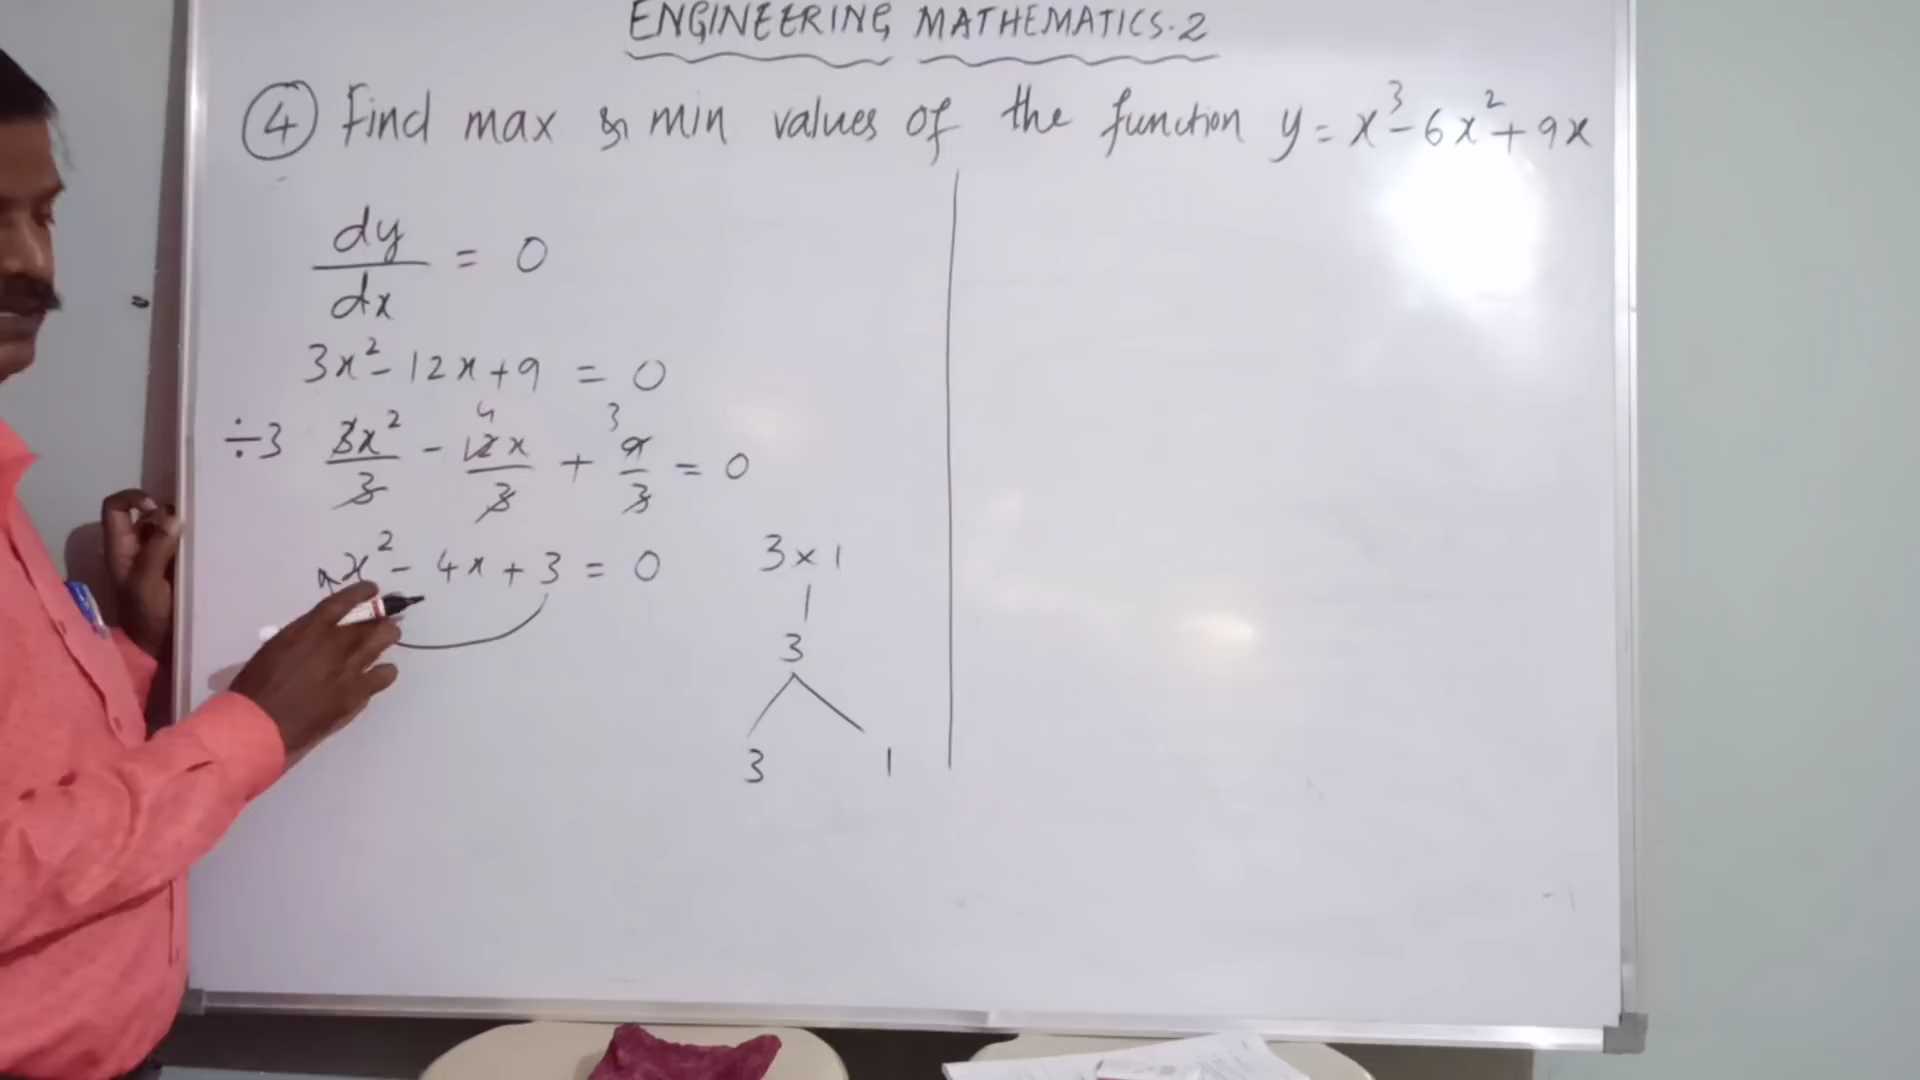 ENGINEERING MATHEMATICS-2
④ Find max & min values of the function y = x³ - 6x² + 9x
dy/dx = 0
3x² - 12x + 9 = 0
÷3 3x²/3 - 12x/3 + 9/3 = 0
4 3
x² - 4x + 3 = 0
3 × 1
3
3 1